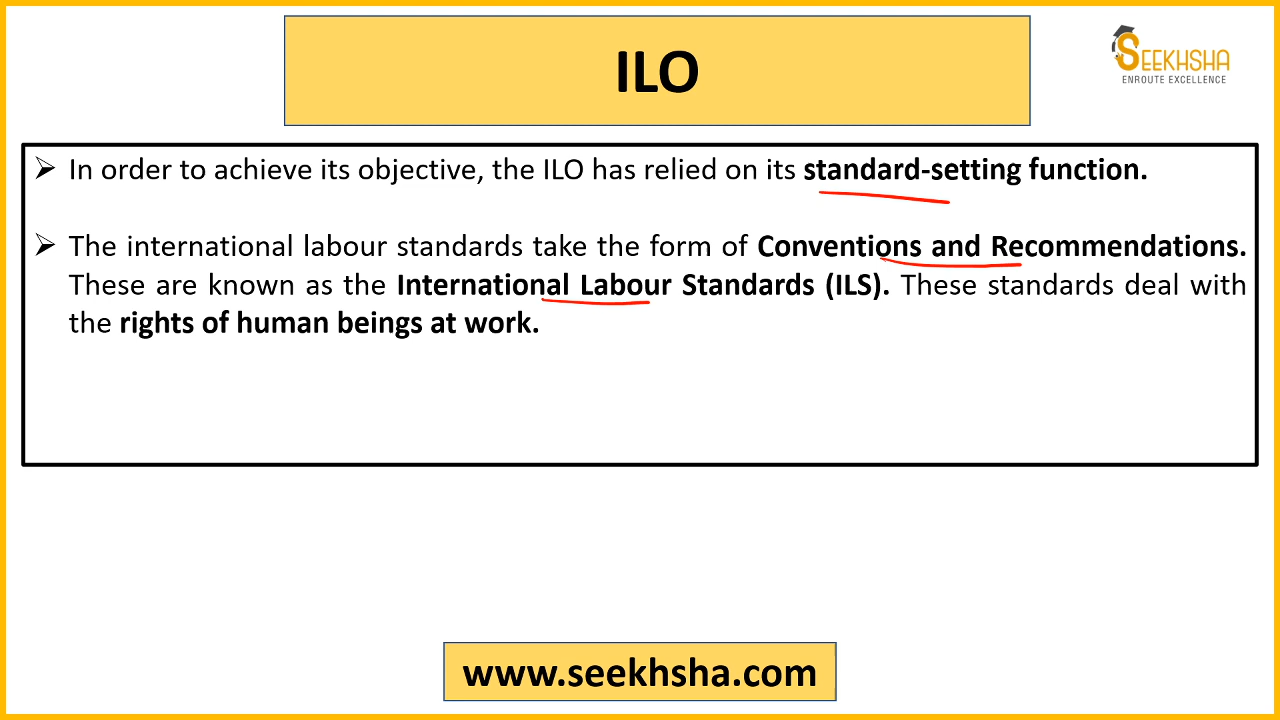 ILO
SEEKHSHA
ENROUTE EXCELLENCE
➢ In order to achieve its objective, the ILO has relied on its standard-setting function.
➢ The international labour standards take the form of Conventions and Recommendations.
These are known as the International Labour Standards (ILS). These standards deal with
the rights of human beings at work.
www.seekhsha.com